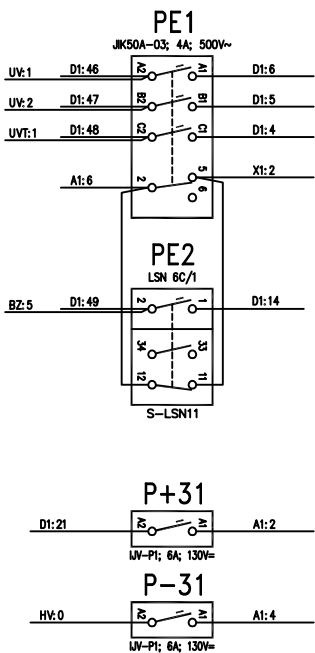 PE1
JIK50A-03; 4A; 500V~
UV:1 D1:46 A2 A1 D1:6
UV:2 D1:47 B2 B1 D1:5
UVT:1 D1:48 C2 C1 D1:4
A1:6 2 5 X1:2
6
PE2
LSN 6C/1
BZ:5 D1:49 2 1 D1:14
34 33
12 11
S-LSN11
P+31
D1:21 A2 A1 A1:2
IJV-P1; 6A; 130V=
P-31
HV:0 A2 A1 A1:4
IJV-P1; 6A; 130V=